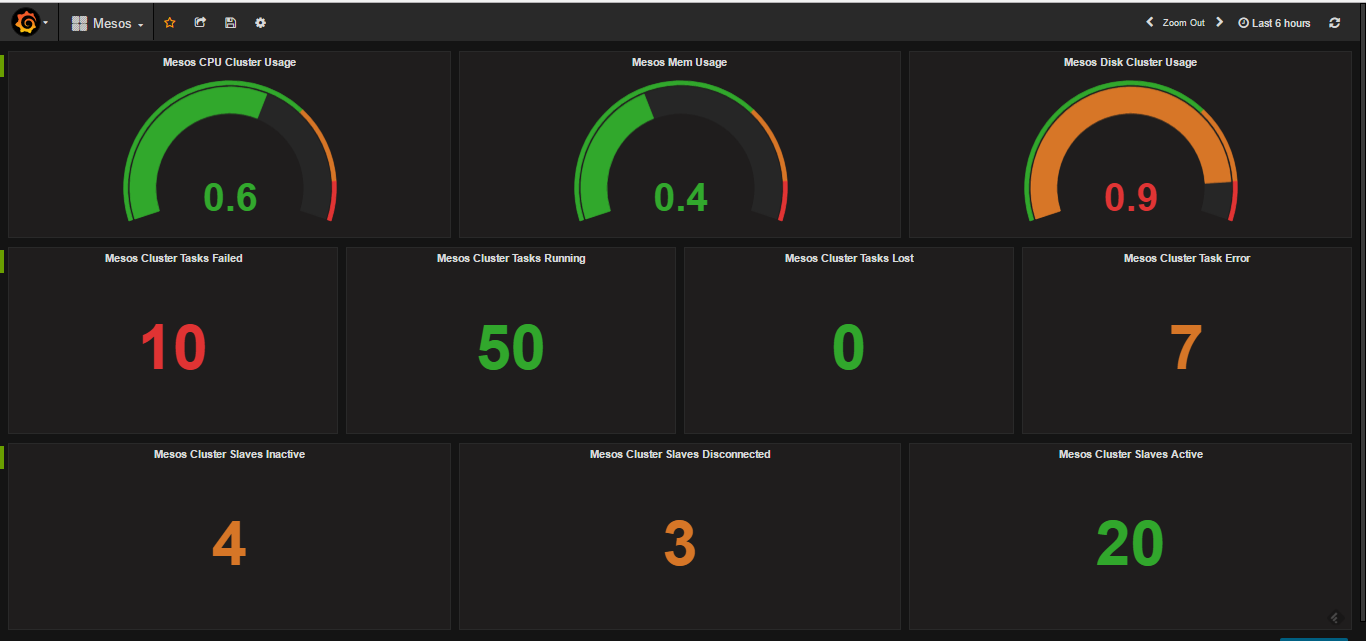 Mesos
Zoom Out
Last 6 hours
Mesos CPU Cluster Usage
0.6
Mesos Mem Usage
0.4
Mesos Disk Cluster Usage
0.9
Mesos Cluster Tasks Failed
10
Mesos Cluster Tasks Running
50
Mesos Cluster Tasks Lost
0
Mesos Cluster Task Error
7
Mesos Cluster Slaves Inactive
4
Mesos Cluster Slaves Disconnected
3
Mesos Cluster Slaves Active
20